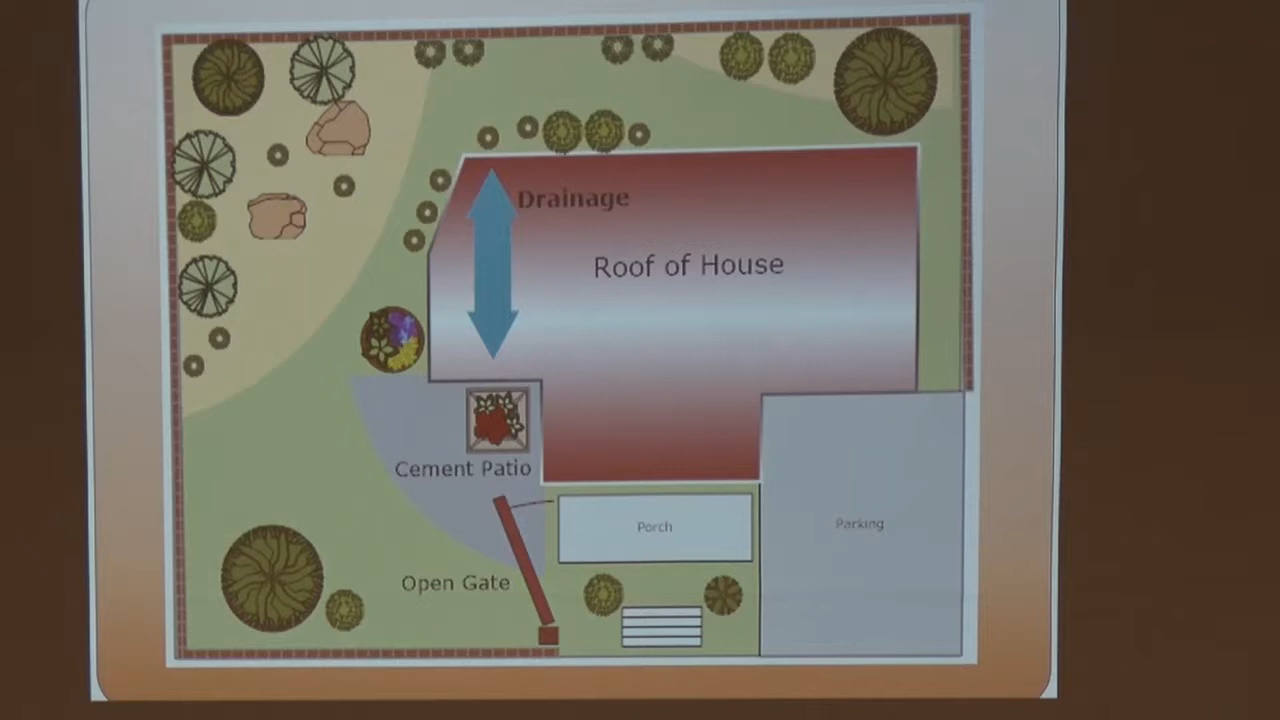 Drainage
Roof of House
Cement Patio
Porch
Parking
Open Gate